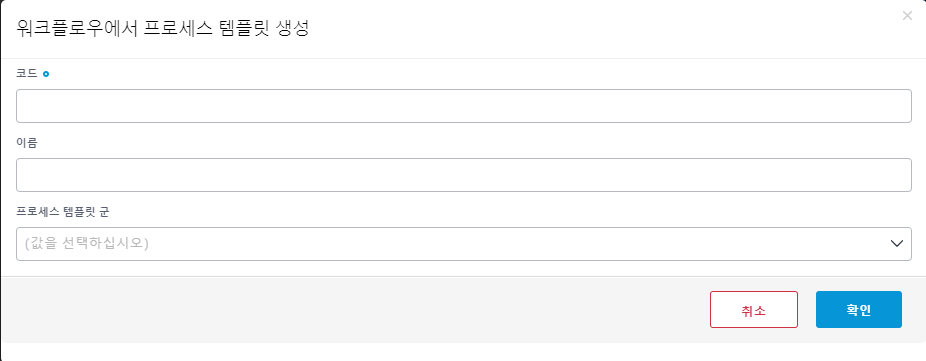 워크플로우에서 프로세스 템플릿 생성
코드
이름
프로세스 템플릿 군
(값을 선택하십시오)
취소
확인